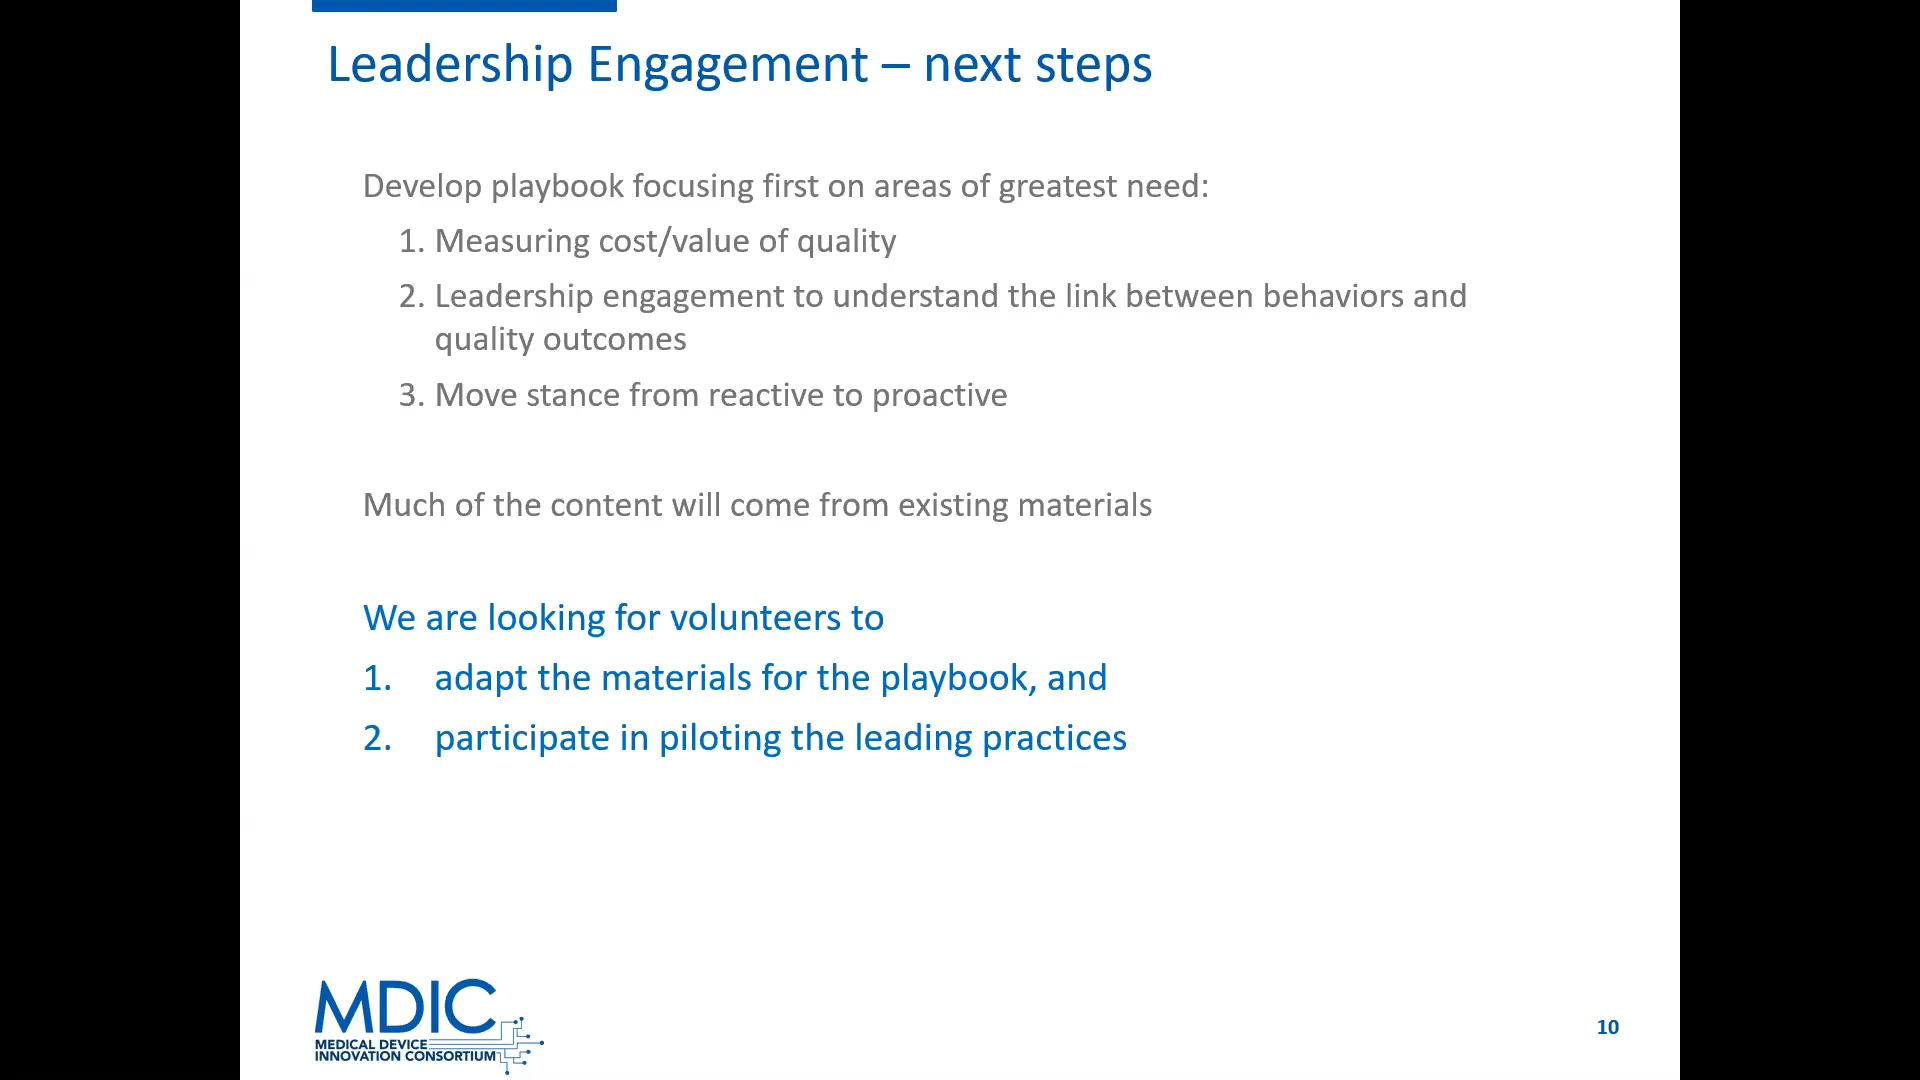 Leadership Engagement – next steps
Develop playbook focusing first on areas of greatest need:
1. Measuring cost/value of quality
2. Leadership engagement to understand the link between behaviors and
quality outcomes
3. Move stance from reactive to proactive
Much of the content will come from existing materials
We are looking for volunteers to
1. adapt the materials for the playbook, and
2. participate in piloting the leading practices
MDIC
MEDICAL DEVICE
INNOVATION CONSORTIUM
10